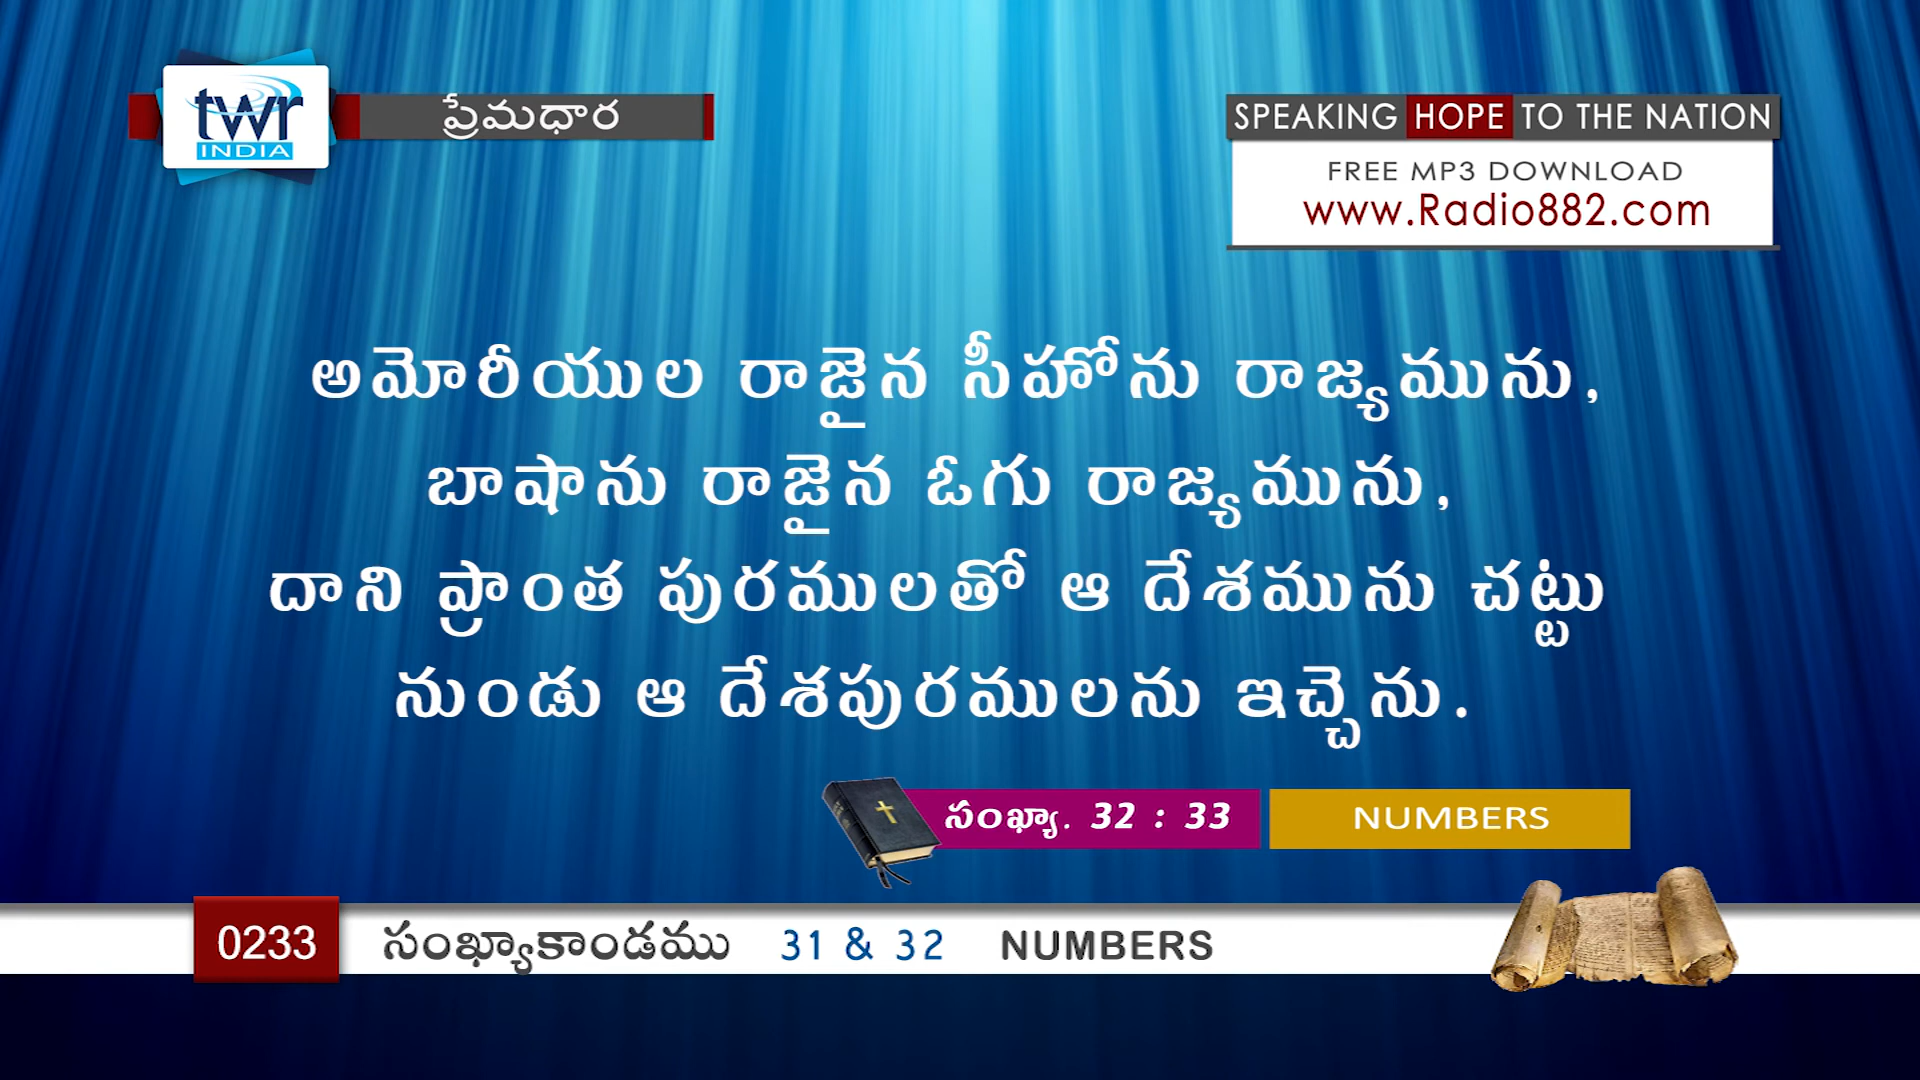 twr
INDIA
ప్రేమధార
SPEAKING HOPE TO THE NATION
FREE MP3 DOWNLOAD
www.Radio882.com
అమోరీయుల రాజైన సీహోను రాజ్యమును,
బాషాను రాజైన ఓగు రాజ్యమును,
దాని ప్రాంత పురములతో ఆ దేశమును చట్టు
నుండు ఆ దేశపురములను ఇచ్చెను.
సంఖ్యా. 32 : 33
NUMBERS
0233 సంఖ్యాకాండము 31 & 32 NUMBERS